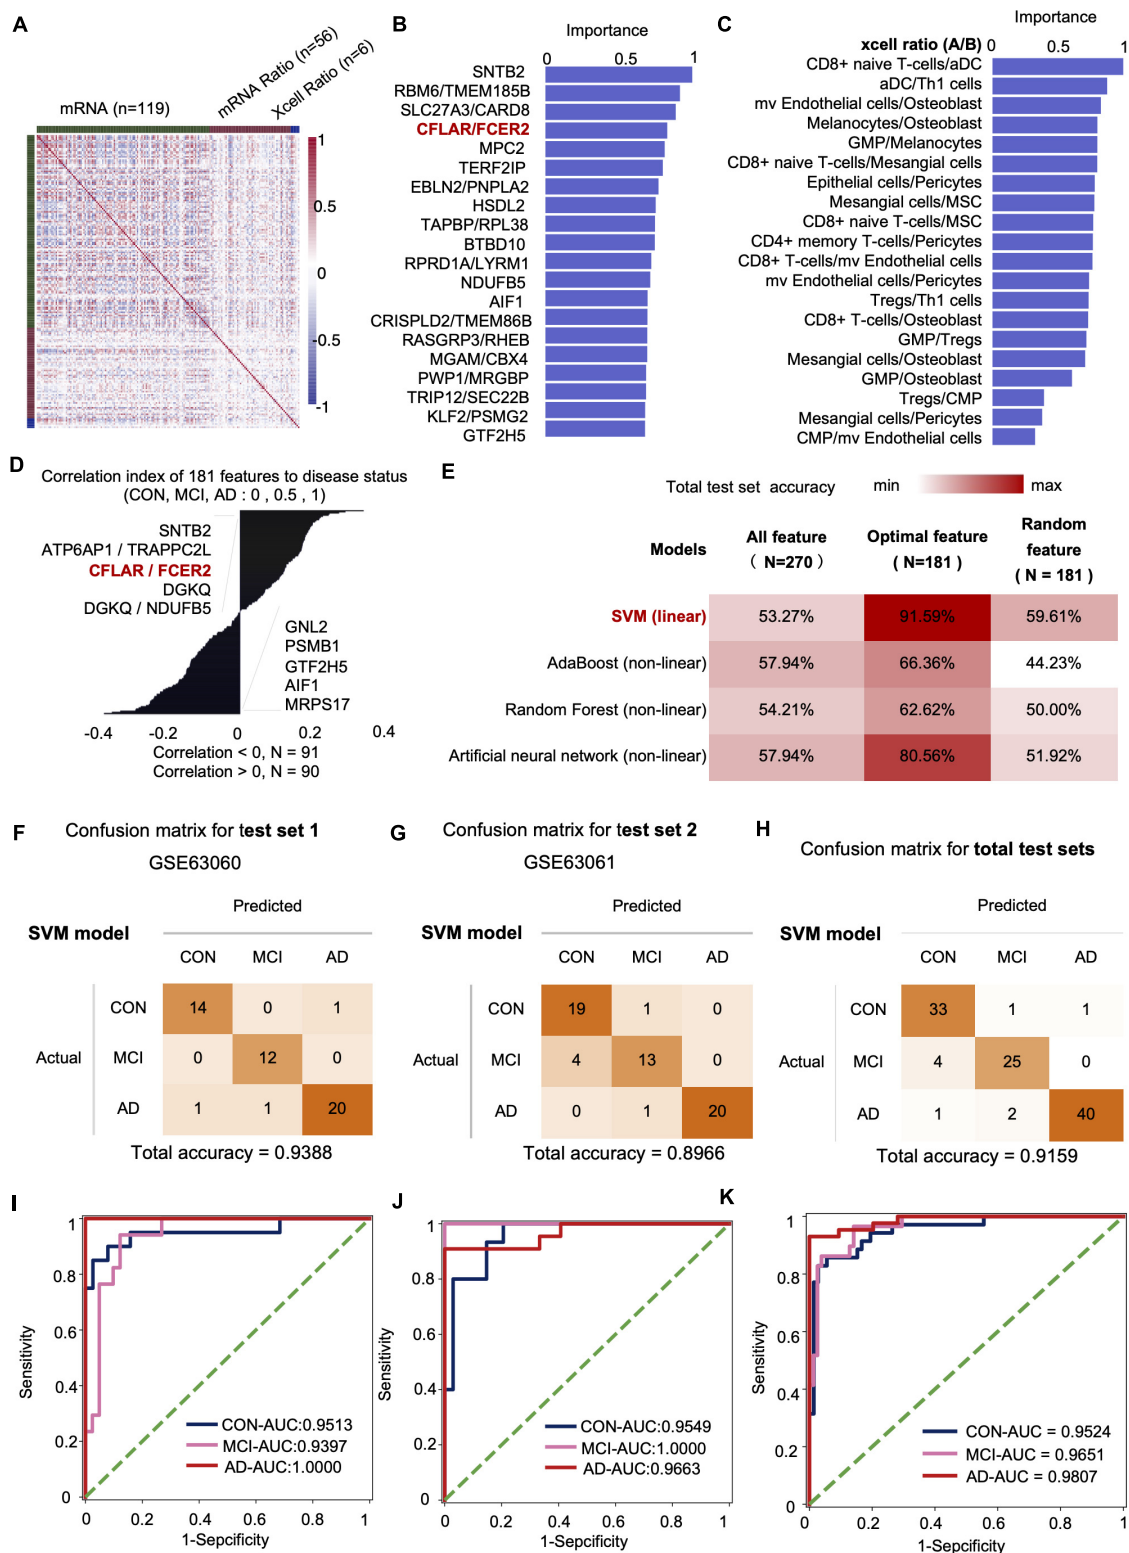 A
mRNA (n=119)
mRNA Ratio (n=56)
Xcell Ratio (n=6)
1
0.5
0
-0.5
-1
B
Importance
0
0.5
1
SNTB2
RBM6/TMEM185B
SLC27A3/CARD8
CFLAR/FCER2
MPC2
TERF2IP
EBLN2/PNPLA2
HSDL2
TAPBP/RPL38
BTBD10
RPRD1A/LYRM1
NDUFB5
AIF1
CRISPLD2/TMEM86B
RASGRP3/RHEB
MGAM/CBX4
PWP1/MRGBP
TRIP12/SEC22B
KLF2/PSMG2
GTF2H5
C
Importance
xcell ratio (A/B)
0
0.5
1
CD8+ naive T-cells/aDC
aDC/Th1 cells
mv Endothelial cells/Osteoblast
Melanocytes/Osteoblast
GMP/Melanocytes
CD8+ naive T-cells/Mesangial cells
Epithelial cells/Pericytes
Mesangial cells/MSC
CD8+ naive T-cells/MSC
CD4+ memory T-cells/Pericytes
CD8+ T-cells/mv Endothelial cells
mv Endothelial cells/Pericytes
Tregs/Th1 cells
CD8+ T-cells/Osteoblast
GMP/Tregs
Mesangial cells/Osteoblast
GMP/Osteoblast
Tregs/CMP
Mesangial cells/Pericytes
CMP/mv Endothelial cells
D
Correlation index of 181 features to disease status
(CON, MCI, AD : 0 , 0.5 , 1)
SNTB2
ATP6AP1 / TRAPPC2L
CFLAR / FCER2
DGKQ
DGKQ / NDUFB5
GNL2
PSMB1
GTF2H5
AIF1
MRPS17
-0.4
-0.2
0
0.2
0.4
Correlation < 0, N = 91
Correlation > 0, N = 90
E
Total test set accuracy
min
max
Models
All feature
( N=270 )
Optimal feature
( N=181 )
Random
feature
( N = 181 )
SVM (linear)
53.27%
91.59%
59.61%
AdaBoost (non-linear)
57.94%
66.36%
44.23%
Random Forest (non-linear)
54.21%
62.62%
50.00%
Artificial neural network (non-linear)
57.94%
80.56%
51.92%
F
Confusion matrix for test set 1
GSE63060
Predicted
SVM model
CON
MCI
AD
Actual
CON
14
0
1
MCI
0
12
0
AD
1
1
20
Total accuracy = 0.9388
G
Confusion matrix for test set 2
GSE63061
Predicted
SVM model
CON
MCI
AD
Actual
CON
19
1
0
MCI
4
13
0
AD
0
1
20
Total accuracy = 0.8966
H
Confusion matrix for total test sets
Predicted
SVM model
CON
MCI
AD
Actual
CON
33
1
1
MCI
4
25
0
AD
1
2
40
Total accuracy = 0.9159
I
Sensitivity
1
0.8
0.6
0.4
0.2
0
CON-AUC:0.9513
MCI-AUC:0.9397
AD-AUC:1.0000
0
0.2
0.4
0.6
0.8
1
1-Sepcificity
J
Sensitivity
1
0.8
0.6
0.4
0.2
0
CON-AUC:0.9549
MCI-AUC:1.0000
AD-AUC:0.9663
0
0.2
0.4
0.6
0.8
1
1-Sepcificity
K
Sensitivity
1
0.8
0.6
0.4
0.2
0
CON-AUC = 0.9524
MCI-AUC = 0.9651
AD-AUC = 0.9807
0
0.2
0.4
0.6
0.8
1
1-Sepcificity